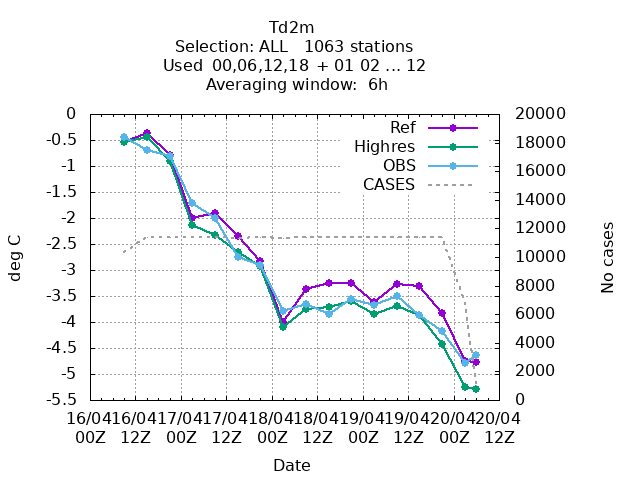 Td2m
Selection: ALL   1063 stations
Used  00,06,12,18  + 01 02 ... 12
Averaging window:  6h
0
-0.5
-1
-1.5
-2
-2.5
-3
-3.5
-4
-4.5
-5
-5.5
deg C
20000
18000
16000
14000
12000
10000
8000
6000
4000
2000
0
No cases
Ref
Highres
OBS
CASES
16/04 16/04 17/04 17/04 18/04 18/04 19/04 19/04 20/04 20/04
00Z 12Z 00Z 12Z 00Z 12Z 00Z 12Z 00Z 12Z
Date